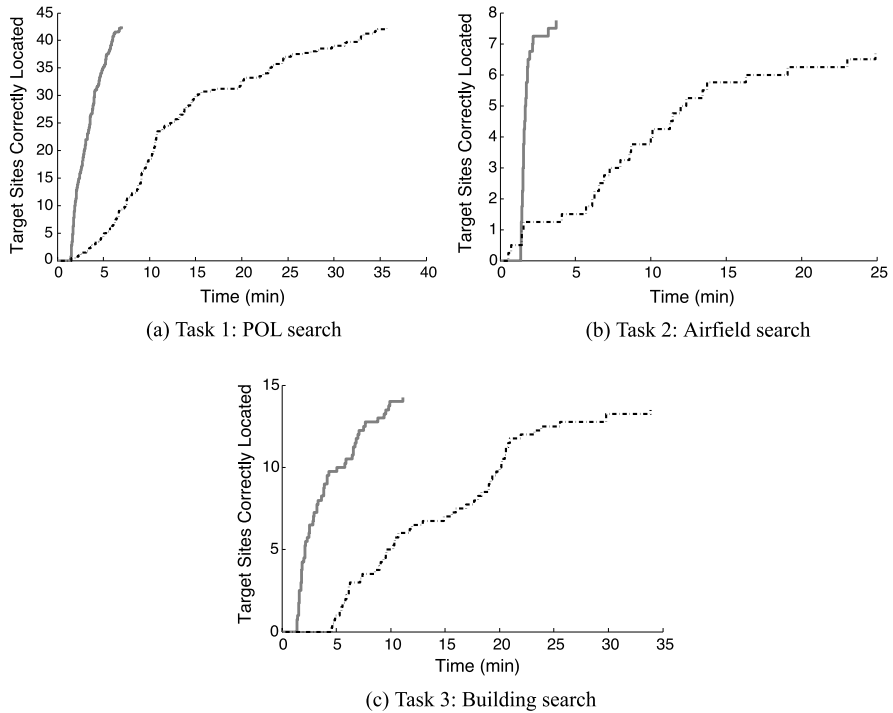 45
40
35
30
25
20
15
10
5
0
Target Sites Correctly Located
0 5 10 15 20 25 30 35 40
Time (min)
(a) Task 1: POL search
8
7
6
5
4
3
2
1
0
Target Sites Correctly Located
0 5 10 15 20 25
Time (min)
(b) Task 2: Airfield search
15
10
5
0
Target Sites Correctly Located
0 5 10 15 20 25 30 35
Time (min)
(c) Task 3: Building search